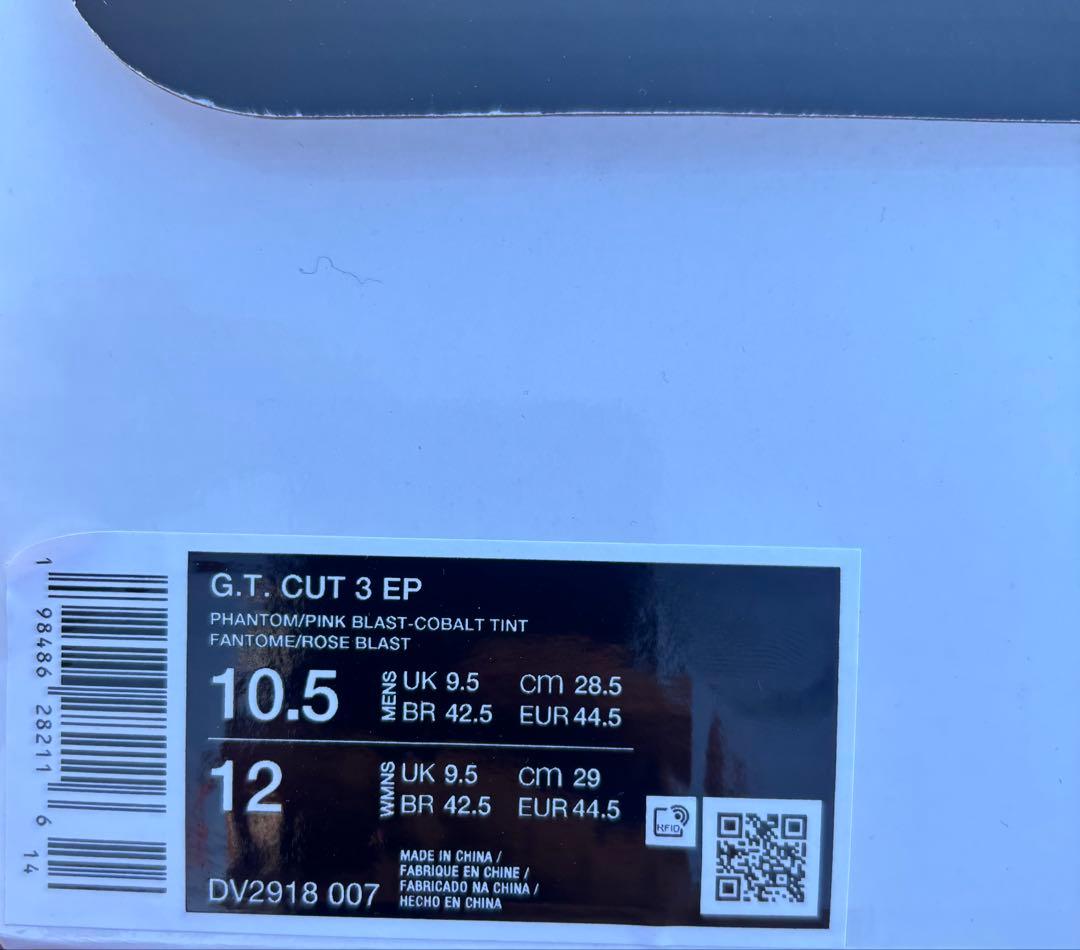 G.T. CUT 3 EP
PHANTOM/PINK BLAST-COBALT TINT
FANTOME/ROSE BLAST
10.5 MENS UK 9.5 cm 28.5
BR 42.5 EUR 44.5
12 WMNS UK 9.5 cm 29
BR 42.5 EUR 44.5
RFID
MADE IN CHINA /
FABRIQUE EN CHINE /
FABRICADO NA CHINA /
HECHO EN CHINA
DV2918 007
1 98486 28211 6 14